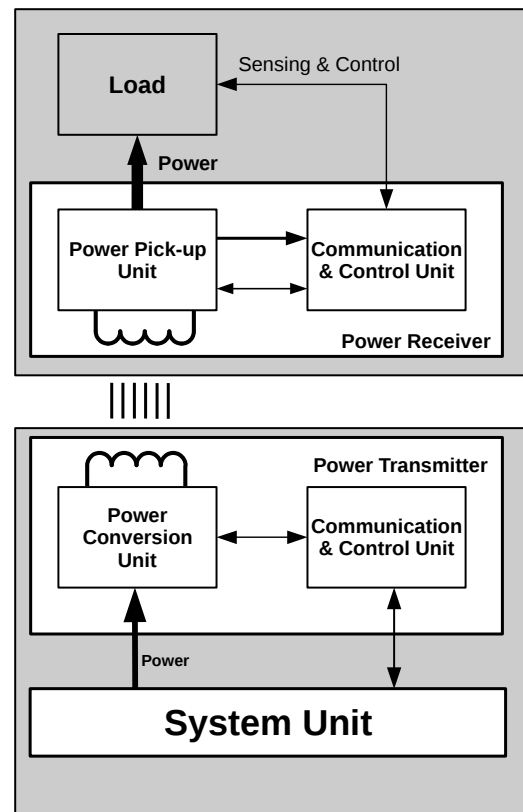 Sensing & Control
Load
Power
Power Pick-up
Unit
Communication
& Control Unit
Power Receiver
Power Transmitter
Power
Conversion
Unit
Communication
& Control Unit
Power
System Unit